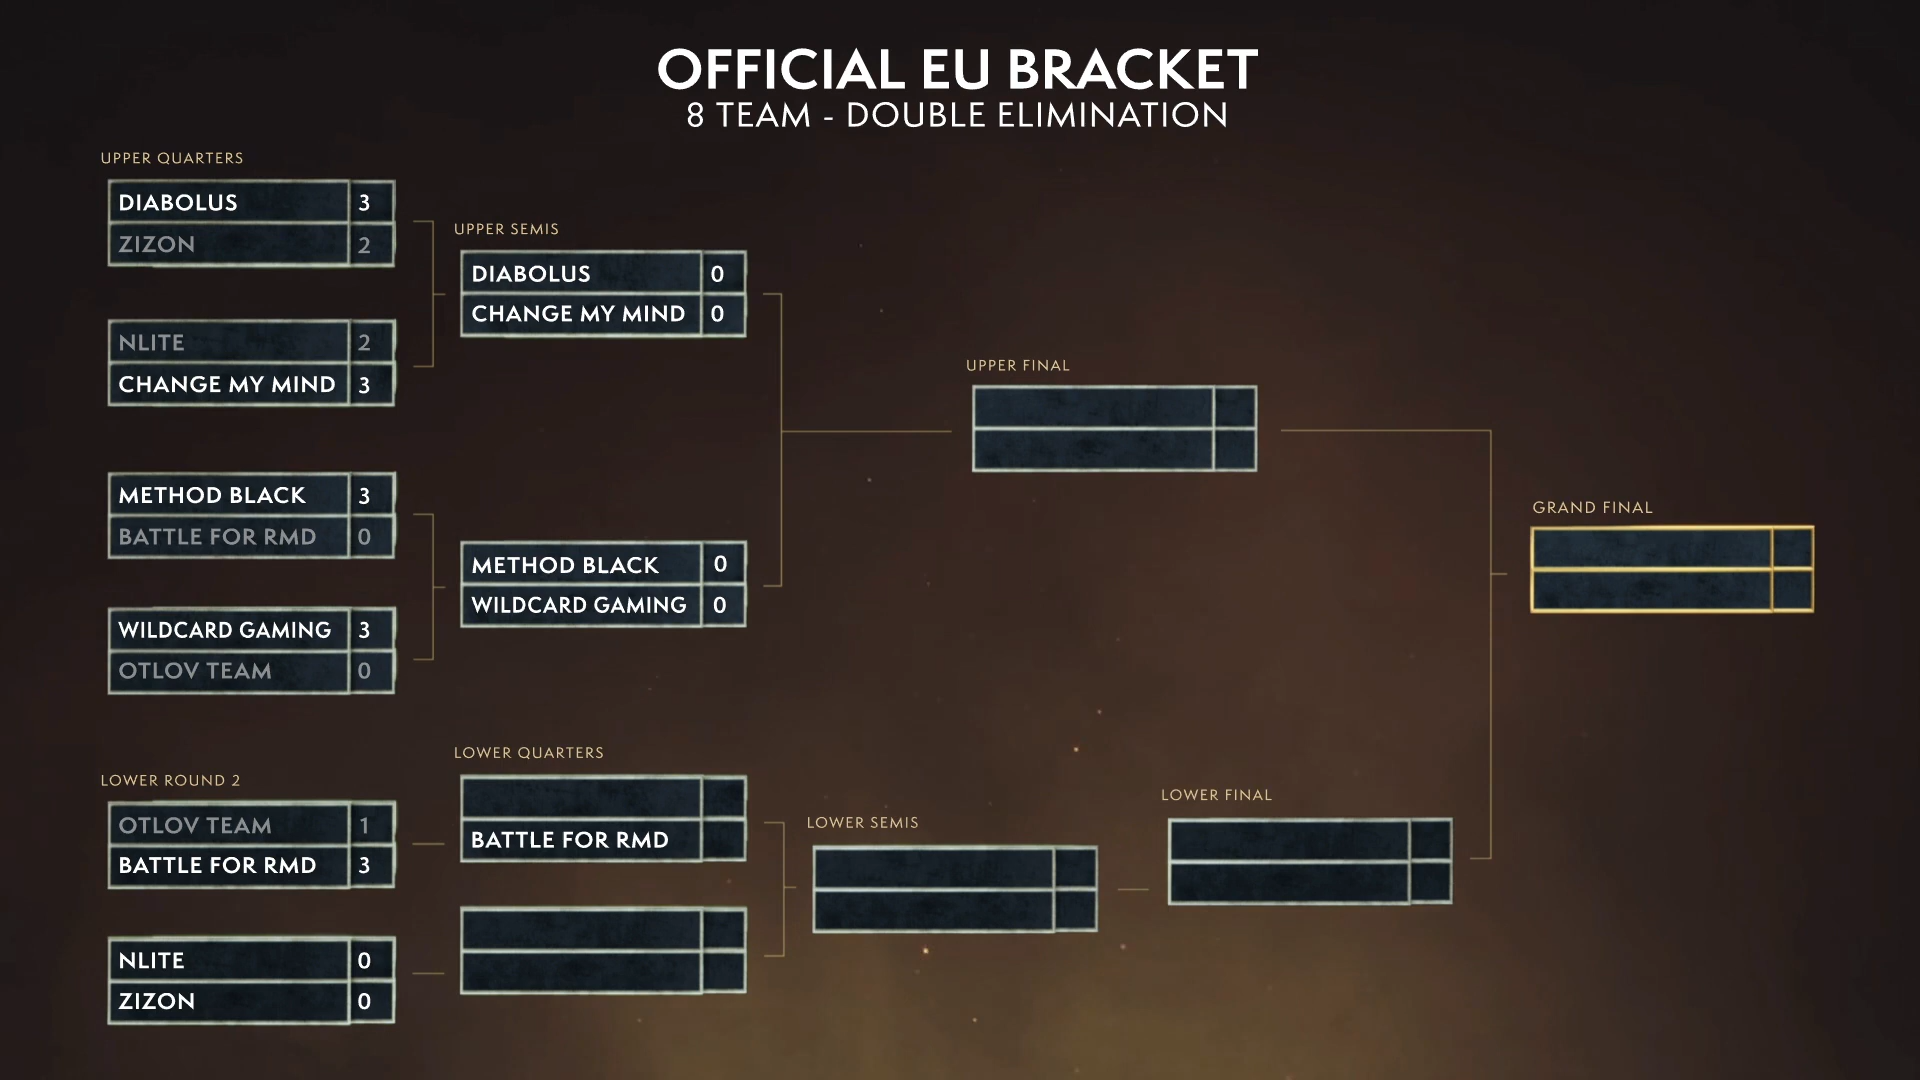 OFFICIAL EU BRACKET
8 TEAM - DOUBLE ELIMINATION
UPPER QUARTERS
DIABOLUS 3
ZIZON 2
NLITE 2
CHANGE MY MIND 3
METHOD BLACK 3
BATTLE FOR RMD 0
WILDCARD GAMING 3
OTLOV TEAM 0
UPPER SEMIS
DIABOLUS 0
CHANGE MY MIND 0
METHOD BLACK 0
WILDCARD GAMING 0
UPPER FINAL
GRAND FINAL
LOWER ROUND 2
OTLOV TEAM 1
BATTLE FOR RMD 3
NLITE 0
ZIZON 0
LOWER QUARTERS
BATTLE FOR RMD
LOWER SEMIS
LOWER FINAL